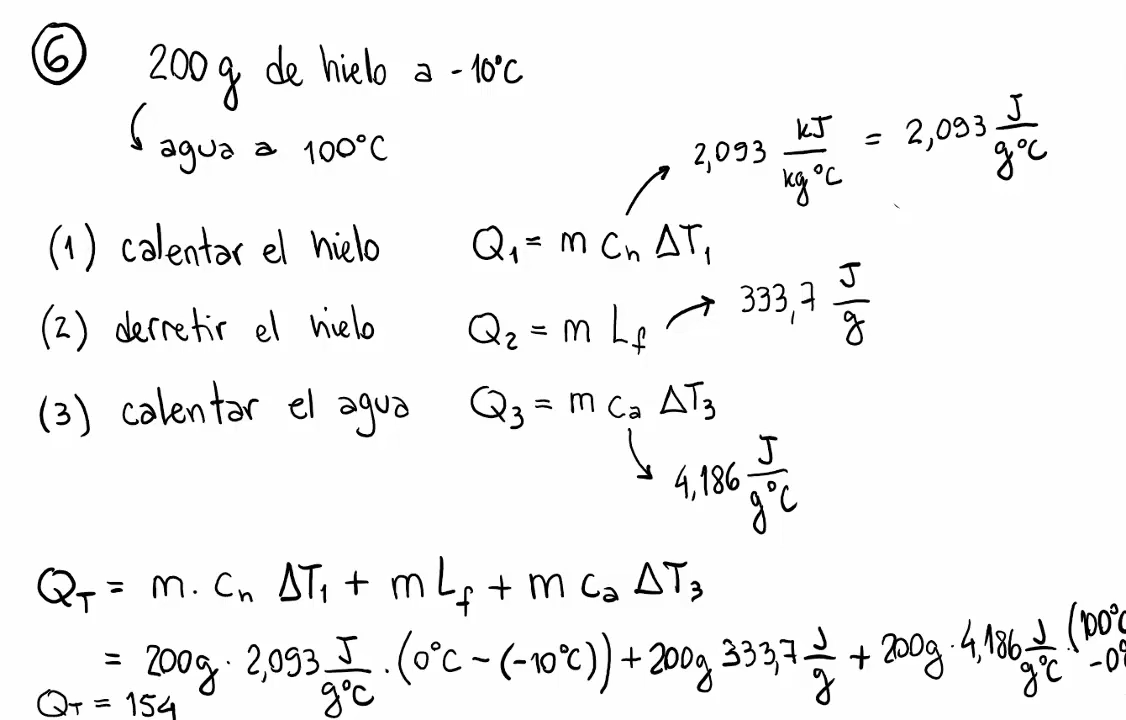 6 200 g de hielo a -10°C
agua a 100°C
2,093 kJ/kg°C = 2,093 J/g°C
(1) calentar el hielo Q₁ = m Cₕ ΔT₁
(2) derretir el hielo Q₂ = m L_f 333,7 J/g
(3) calentar el agua Q₃ = m Cₐ ΔT₃
4,186 J/g°C
Q_T = m. Cₕ ΔT₁ + m L_f + m Cₐ ΔT₃
= 200g · 2,093 J/g°C · (0°C - (-10°C)) + 200g 333,7 J/g + 200g · 4,186 J/g°C · (100°C -0°
Q_T = 154